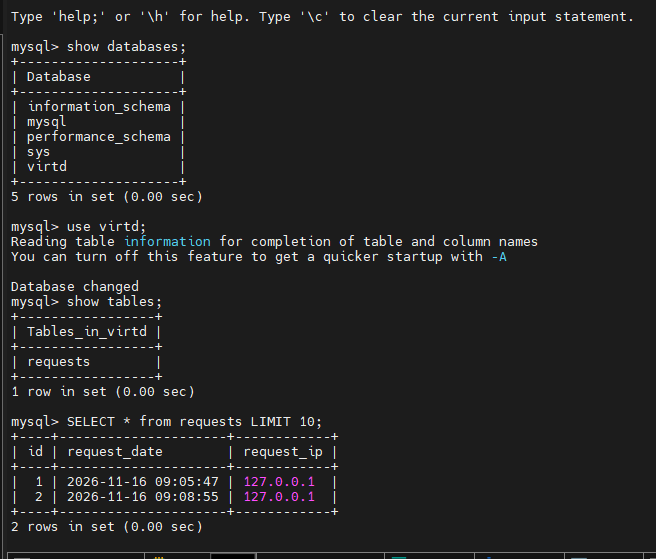 Type 'help;' or '\h' for help. Type '\c' to clear the current input statement.
mysql> show databases;
+--------------------+
| Database           |
+--------------------+
| information_schema |
| mysql              |
| performance_schema |
| sys                |
| virtd              |
+--------------------+
5 rows in set (0.00 sec)
mysql> use virtd;
Reading table information for completion of table and column names
You can turn off this feature to get a quicker startup with -A
Database changed
mysql> show tables;
+-----------------+
| Tables_in_virtd |
+-----------------+
| requests        |
+-----------------+
1 row in set (0.00 sec)
mysql> SELECT * from requests LIMIT 10;
+----+---------------------+------------+
| id | request_date        | request_ip |
+----+---------------------+------------+
|  1 | 2026-11-16 09:05:47 | 127.0.0.1  |
|  2 | 2026-11-16 09:08:55 | 127.0.0.1  |
+----+---------------------+------------+
2 rows in set (0.00 sec)